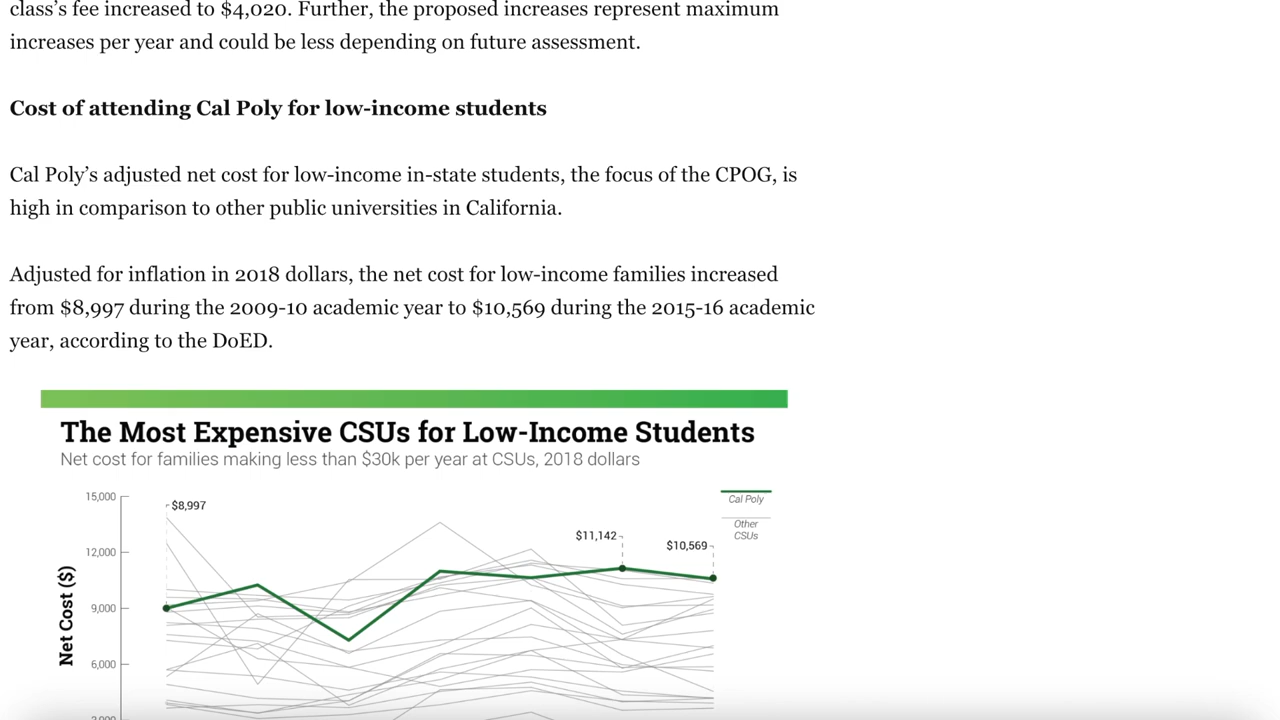 class’s fee increased to $4,020. Further, the proposed increases represent maximum
increases per year and could be less depending on future assessment.
Cost of attending Cal Poly for low-income students
Cal Poly’s adjusted net cost for low-income in-state students, the focus of the CPOG, is
high in comparison to other public universities in California.
Adjusted for inflation in 2018 dollars, the net cost for low-income families increased
from $8,997 during the 2009-10 academic year to $10,569 during the 2015-16 academic
year, according to the DoED.
The Most Expensive CSUs for Low-Income Students
Net cost for families making less than $30k per year at CSUs, 2018 dollars
15,000
$8,997
Cal Poly
Other
CSUs
$11,142
$10,569
12,000
9,000
Net Cost ($)
6,000
3,000